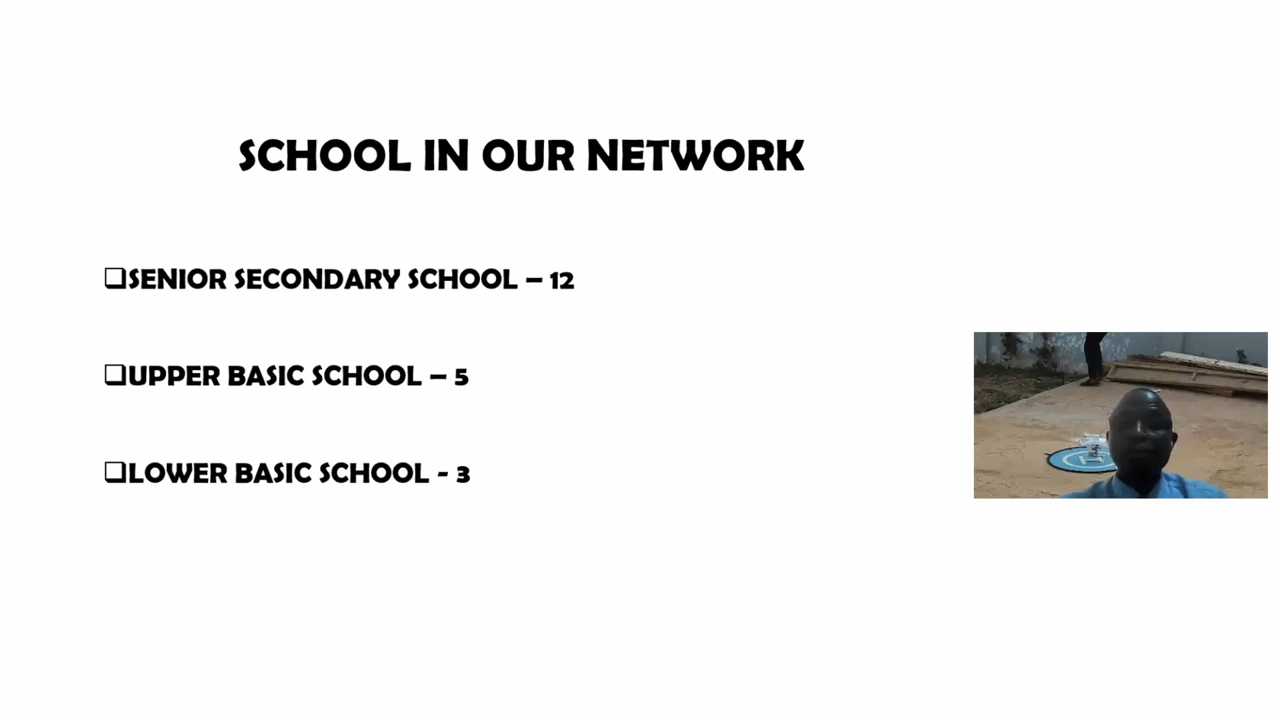 SCHOOL IN OUR NETWORK
❑SENIOR SECONDARY SCHOOL – 12
❑UPPER BASIC SCHOOL – 5
❑LOWER BASIC SCHOOL - 3